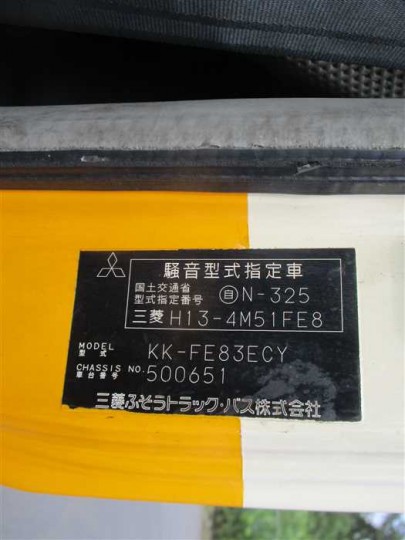 騒音型式指定車
国土交通省
型式指定番号 自N-325
三菱 H13-4M51FE8
MODEL
型式 KK-FE83ECY
CHASSIS NO.
車台番号 500651
三菱ふそうトラック・バス株式会社